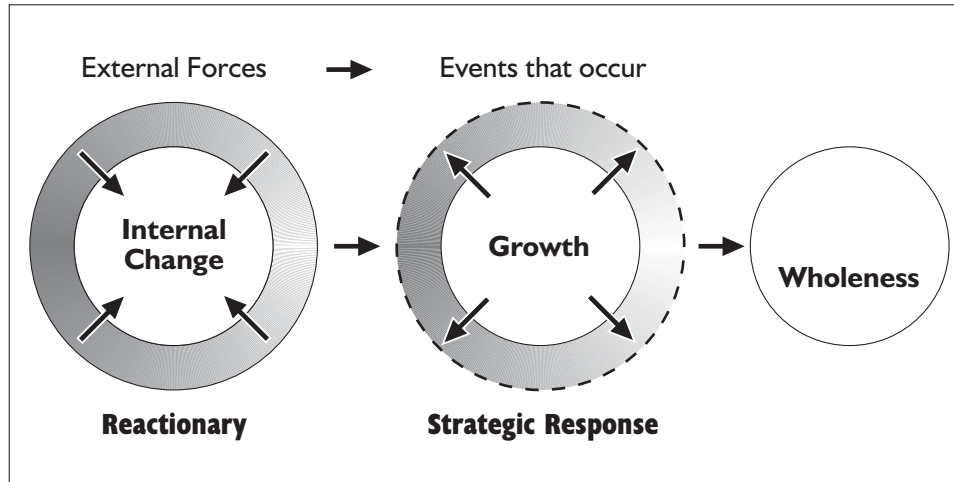 External Forces
Events that occur
Internal
Change
Growth
Wholeness
Reactionary
Strategic Response